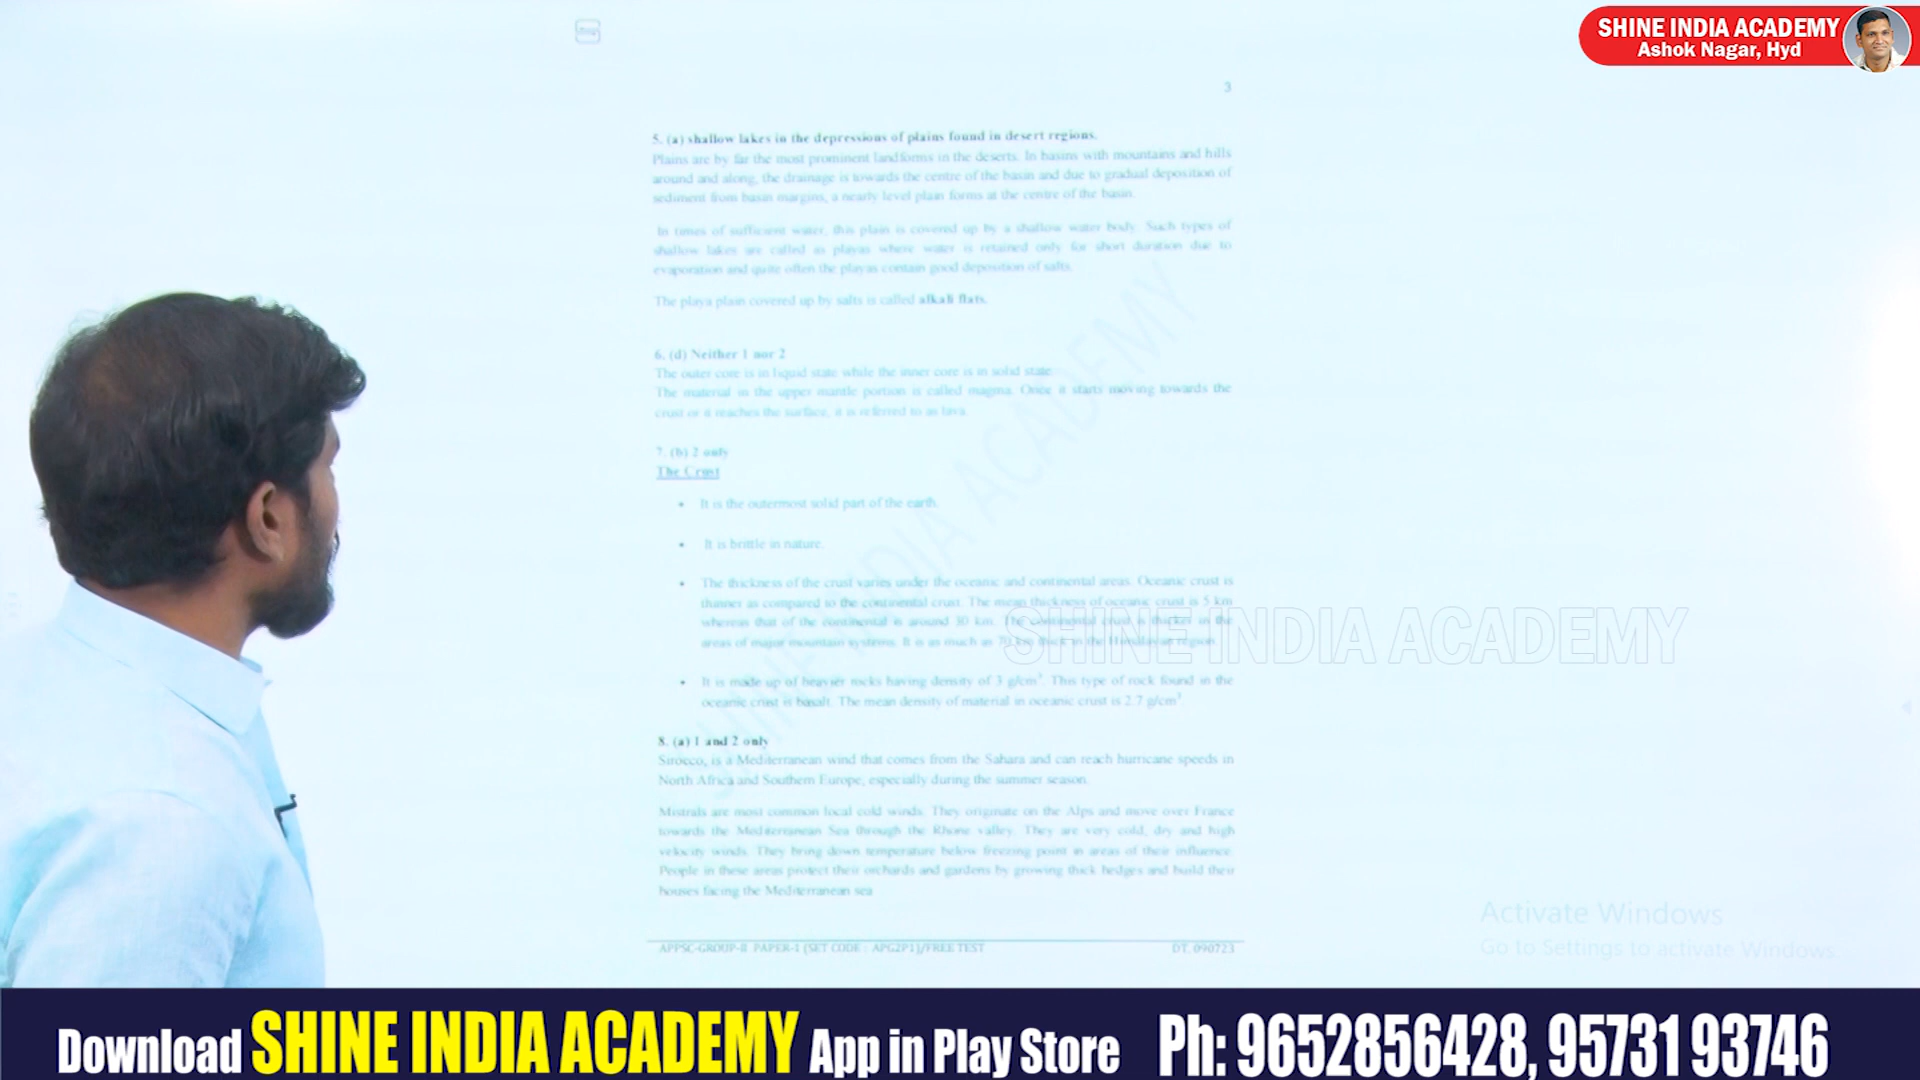 SHINE INDIA ACADEMY
Ashok Nagar, Hyd
3
5. (a) shallow lakes in the depressions of plains found in desert regions.
Plains are by far the most prominent landforms in the deserts. In basins with mountains and hills
around and along, the drainage is towards the centre of the basin and due to gradual deposition of
sediment from basin margins, a nearly level plain forms at the centre of the basin.
In times of sufficient water, this plain is covered up by a shallow water body. Such types of
shallow lakes are called as playas where water is retained only for short duration due to
evaporation and quite often the playas contain good deposition of salts.
The playa plain covered up by salts is called alkali flats.
6. (d) Neither 1 nor 2
The outer core is in liquid state while the inner core is in solid state.
The material in the upper mantle portion is called magma. Once it starts moving towards the
crust or it reaches the surface, it is referred to as lava.
7. (b) 2 only
The Crust
• It is the outermost solid part of the earth.
• It is brittle in nature.
• The thickness of the crust varies under the oceanic and continental areas. Oceanic crust is
thinner as compared to the continental crust. The mean thickness of oceanic crust is 5 km
whereas that of the continental is around 30 km. The continental crust is thicker in the
areas of major mountain systems. It is as much as 70 km thick in the Himalayan region.
• It is made up of heavier rocks having density of 3 g/cm³. This type of rock found in the
oceanic crust is basalt. The mean density of material in oceanic crust is 2.7 g/cm³.
8. (a) 1 and 2 only
Sirocco, is a Mediterranean wind that comes from the Sahara and can reach hurricane speeds in
North Africa and Southern Europe, especially during the summer season.
Mistrals are most common local cold winds. They originate on the Alps and move over France
towards the Mediterranean Sea through the Rhone valley. They are very cold, dry and high
velocity winds. They bring down temperature below freezing point in areas of their influence.
People in these areas protect their orchards and gardens by growing thick hedges and build their
houses facing the Mediterranean sea
SHINE INDIA ACADEMY
SHINE INDIA ACADEMY
APPSC-GROUP-II PAPER-1 (SET CODE : APG2P1)/FREE TEST DT. 090723
Activate Windows
Go to Settings to activate Windows.
Download SHINE INDIA ACADEMY App in Play Store Ph: 9652856428, 95731 93746